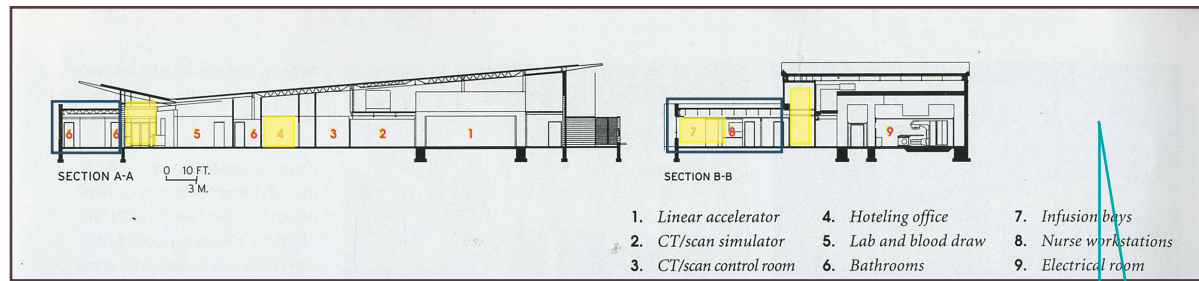 6 6 5 6 4 3 2 1
7 8 9
SECTION A-A
0 10 FT.
3 M.
SECTION B-B
1. Linear accelerator
2. CT/scan simulator
3. CT/scan control room
4. Hoteling office
5. Lab and blood draw
6. Bathrooms
7. Infusion bays
8. Nurse workstations
9. Electrical room